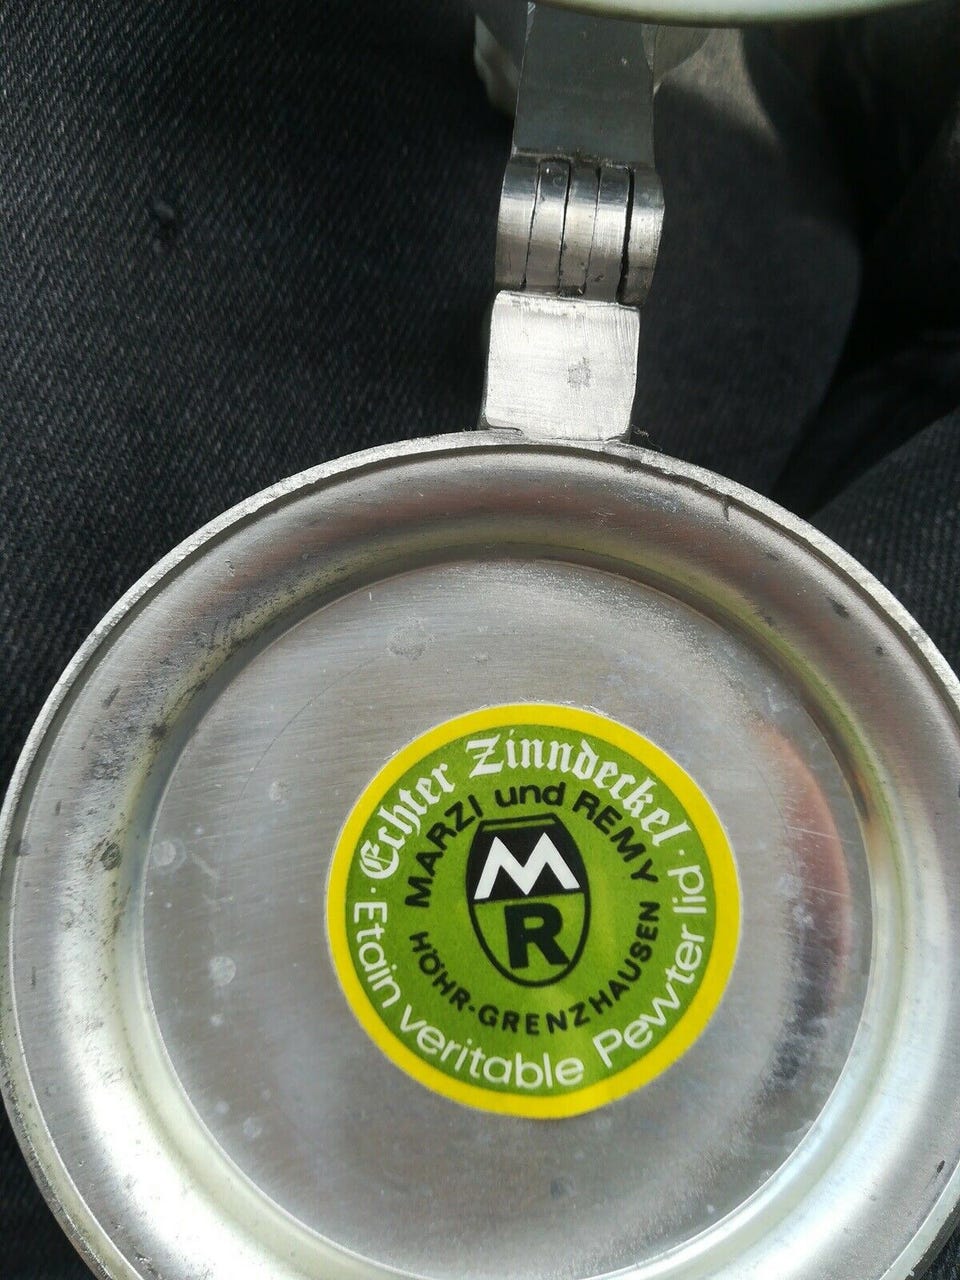 Echter Zinndeckel
MARZI und REMY
M
R
HÖHR-GRENZHAUSEN
Etain veritable Pewter lid